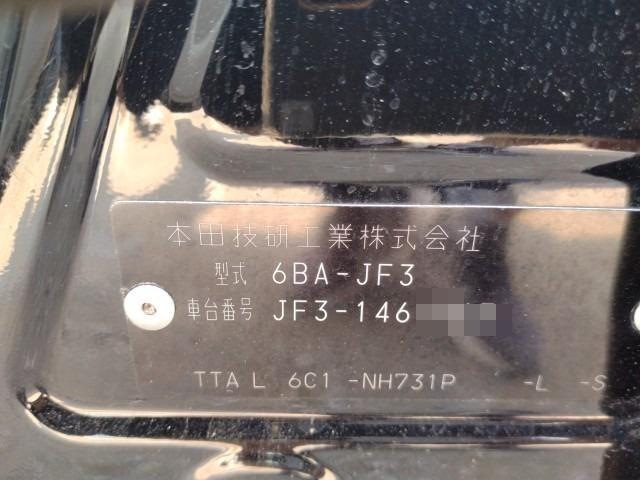 本田技研工業株式会社
型式 6BA-JF3
車台番号 JF3-146
TTA L 6C1 -NH731P -L -S